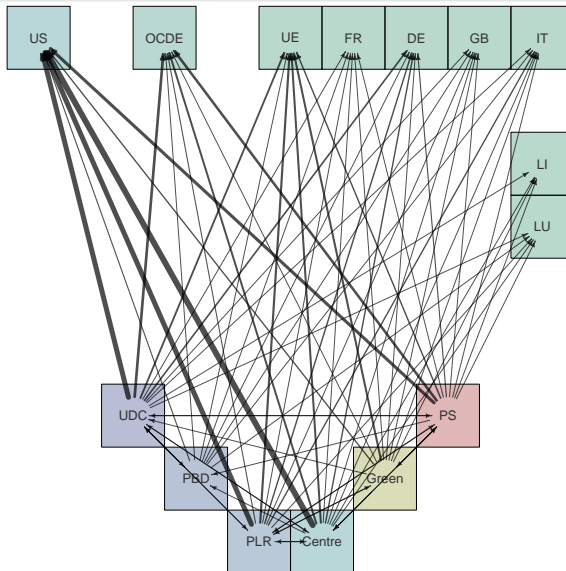 US OCDE UE FR DE GB IT
LI
LU
UDC PS
PBD Green
PLR Centre